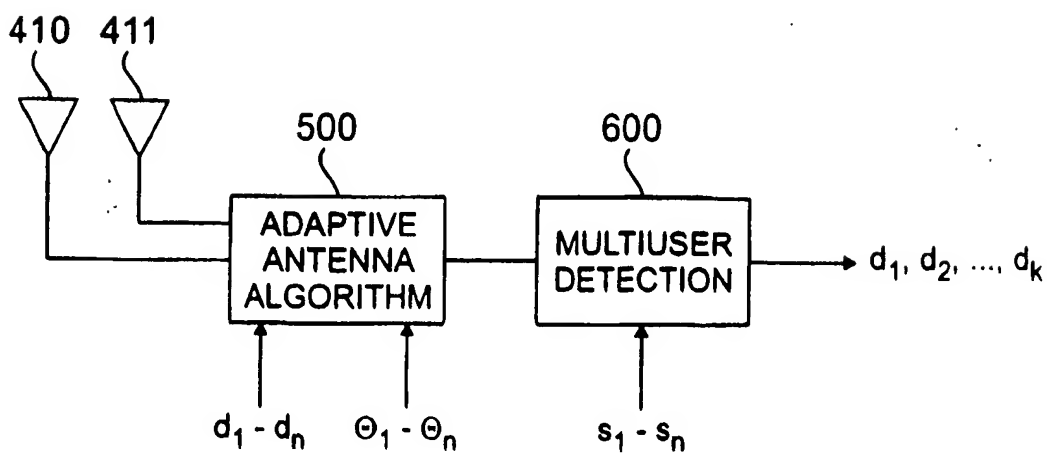 410 411
500
600
ADAPTIVE
ANTENNA
ALGORITHM
MULTIUSER
DETECTION
d₁, d₂, ..., dₖ
d₁ - dₙ
Θ₁ - Θₙ
s₁ - sₙ